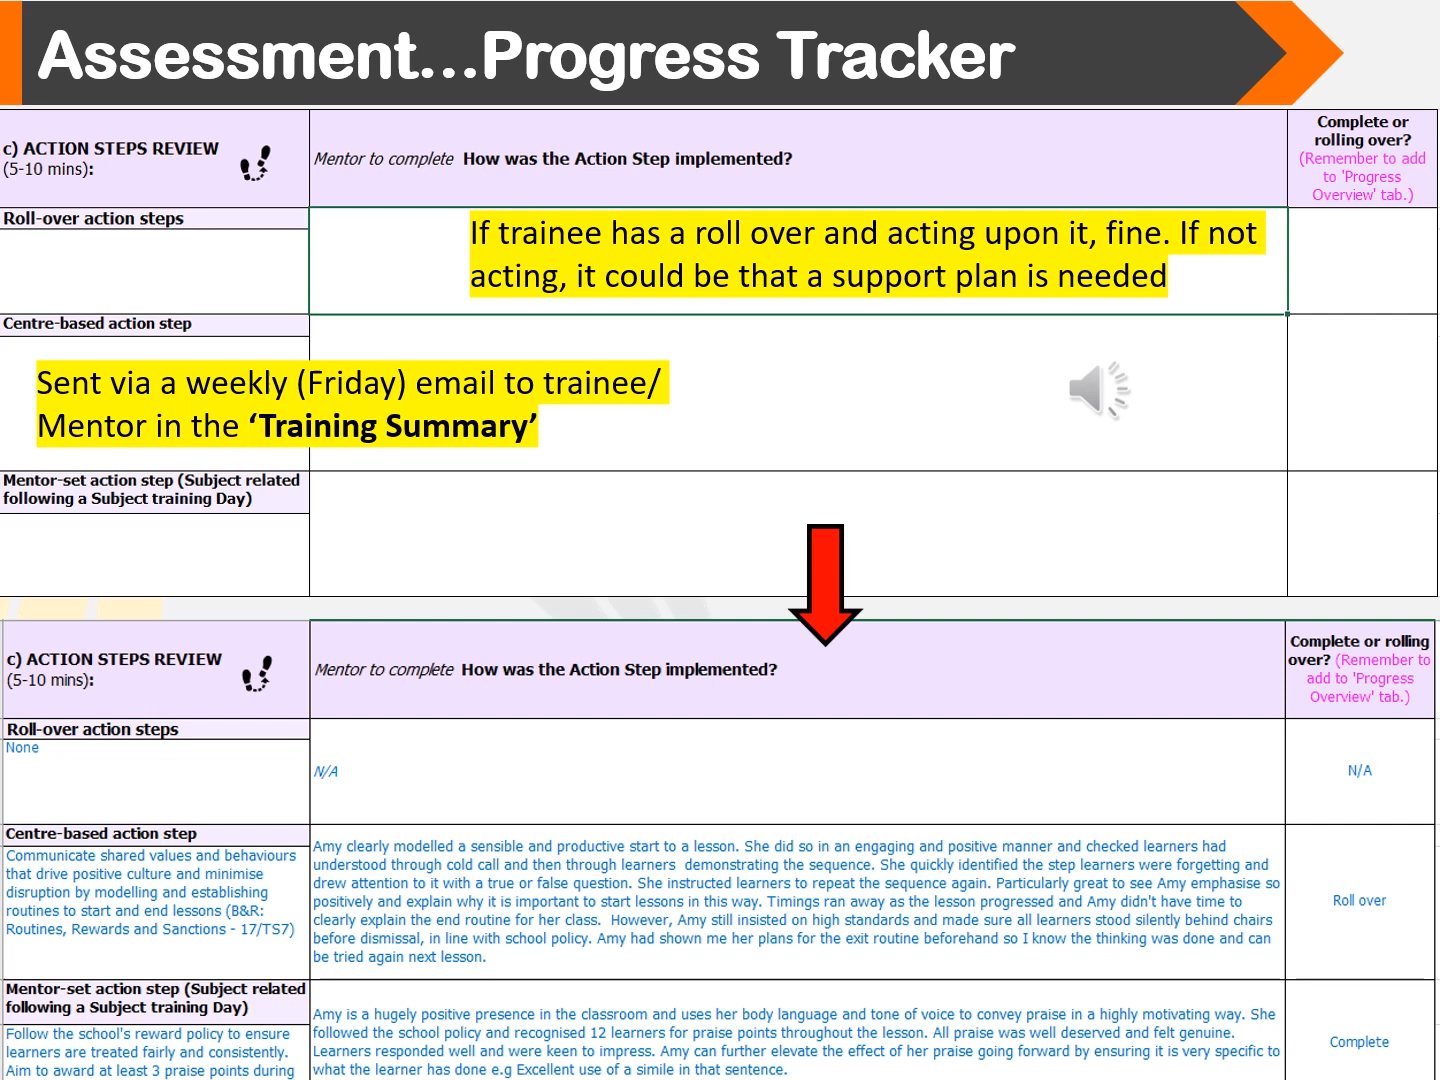 Assessment...Progress Tracker
c) ACTION STEPS REVIEW
(5-10 mins):
Mentor to complete How was the Action Step implemented?
Complete or
rolling over?
(Remember to add
to 'Progress
Overview' tab.)
Roll-over action steps
If trainee has a roll over and acting upon it, fine. If not
acting, it could be that a support plan is needed
Centre-based action step
Sent via a weekly (Friday) email to trainee/
Mentor in the ‘Training Summary’
Mentor-set action step (Subject related
following a Subject training Day)
c) ACTION STEPS REVIEW
(5-10 mins):
Mentor to complete How was the Action Step implemented?
Complete or rolling
over? (Remember to
add to 'Progress
Overview' tab.)
Roll-over action steps
None
N/A
N/A
Centre-based action step
Communicate shared values and behaviours
that drive positive culture and minimise
disruption by modelling and establishing
routines to start and end lessons (B&R:
Routines, Rewards and Sanctions - 17/TS7)
Amy clearly modelled a sensible and productive start to a lesson. She did so in an engaging and positive manner and checked learners had
understood through cold call and then through learners demonstrating the sequence. She quickly identified the step learners were forgetting and
drew attention to it with a true or false question. She instructed learners to repeat the sequence again. Particularly great to see Amy emphasise so
positively and explain why it is important to start lessons in this way. Timings ran away as the lesson progressed and Amy didn't have time to
clearly explain the end routine for her class. However, Amy still insisted on high standards and made sure all learners stood silently behind chairs
before dismissal, in line with school policy. Amy had shown me her plans for the exit routine beforehand so I know the thinking was done and can
be tried again next lesson.
Roll over
Mentor-set action step (Subject related
following a Subject training Day)
Follow the school's reward policy to ensure
learners are treated fairly and consistently.
Aim to award at least 3 praise points during
Amy is a hugely positive presence in the classroom and uses her body language and tone of voice to convey praise in a highly motivating way. She
followed the school policy and recognised 12 learners for praise points throughout the lesson. All praise was well deserved and felt genuine.
Learners responded well and were keen to impress. Amy can further elevate the effect of her praise going forward by ensuring it is very specific to
what the learner has done e.g Excellent use of a simile in that sentence.
Complete